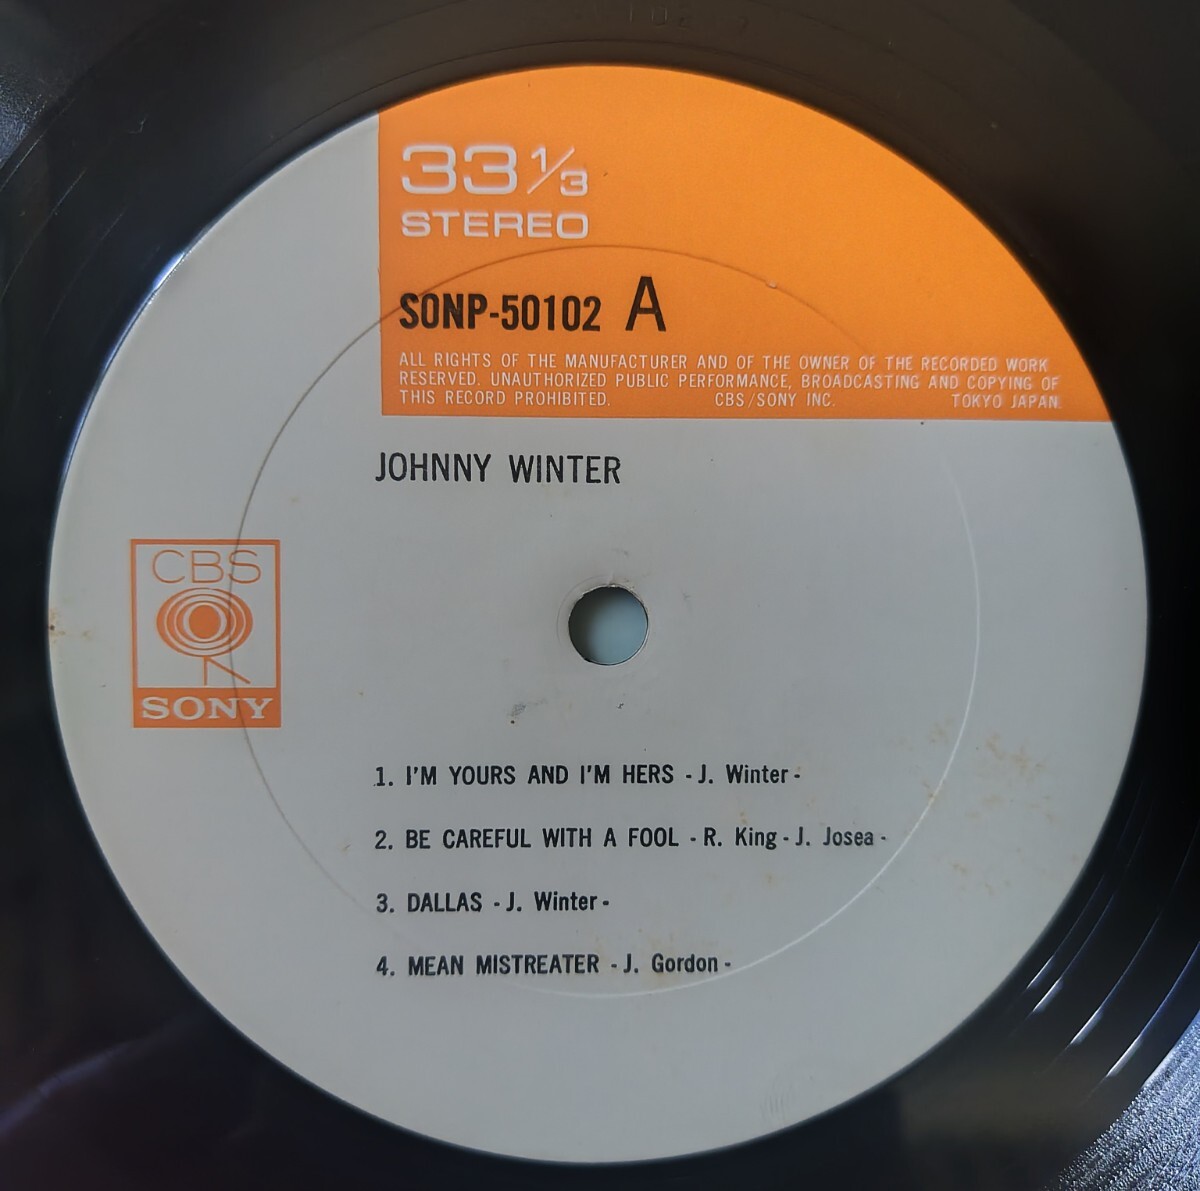 33 1/3
STEREO
SONP-50102 A
ALL RIGHTS OF THE MANUFACTURER AND OF THE OWNER OF THE RECORDED WORK
RESERVED. UNAUTHORIZED PUBLIC PERFORMANCE, BROADCASTING AND COPYING OF
THIS RECORD PROHIBITED. CBS/SONY INC. TOKYO JAPAN.
JOHNNY WINTER
CBS
SONY
1. I'M YOURS AND I'M HERS - J. Winter -
2. BE CAREFUL WITH A FOOL - R. King - J. Josea -
3. DALLAS - J. Winter -
4. MEAN MISTREATER - J. Gordon -